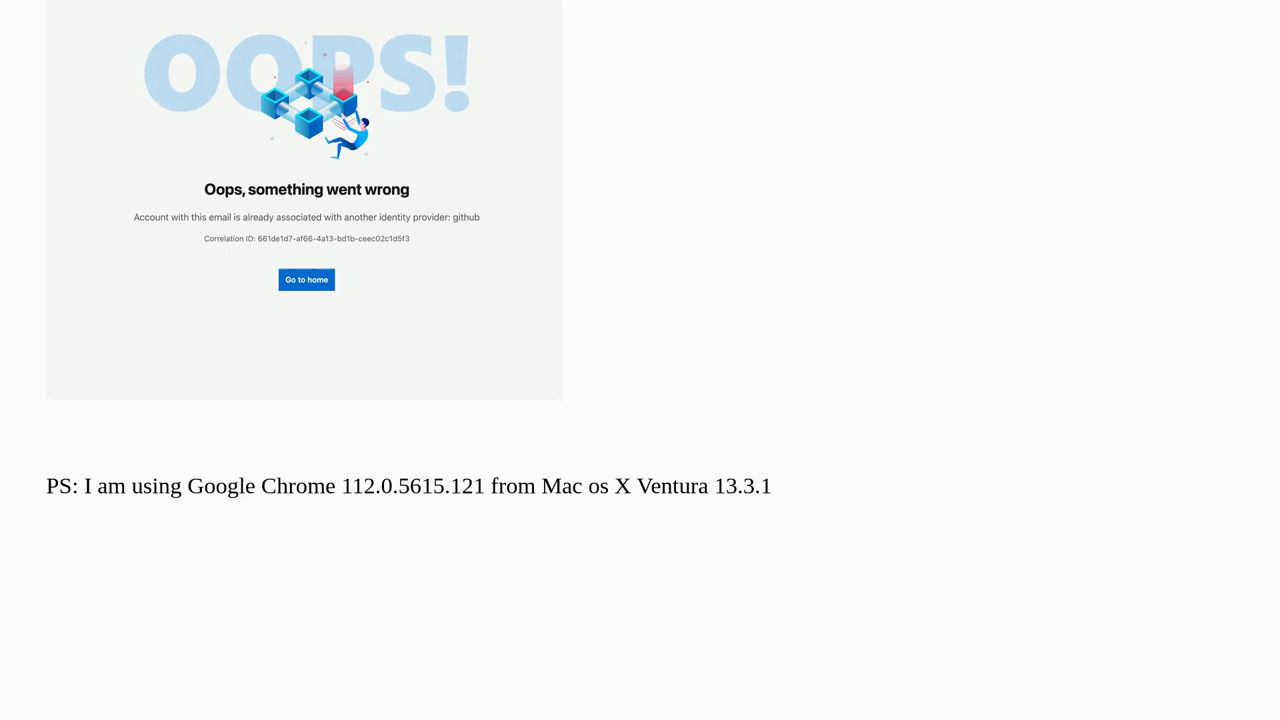 OOPS!
Oops, something went wrong
Account with this email is already associated with another identity provider: github
Correlation ID: 661de1d7-af66-4a13-bd1b-ceec02c1d5f3
Go to home
PS: I am using Google Chrome 112.0.5615.121 from Mac os X Ventura 13.3.1